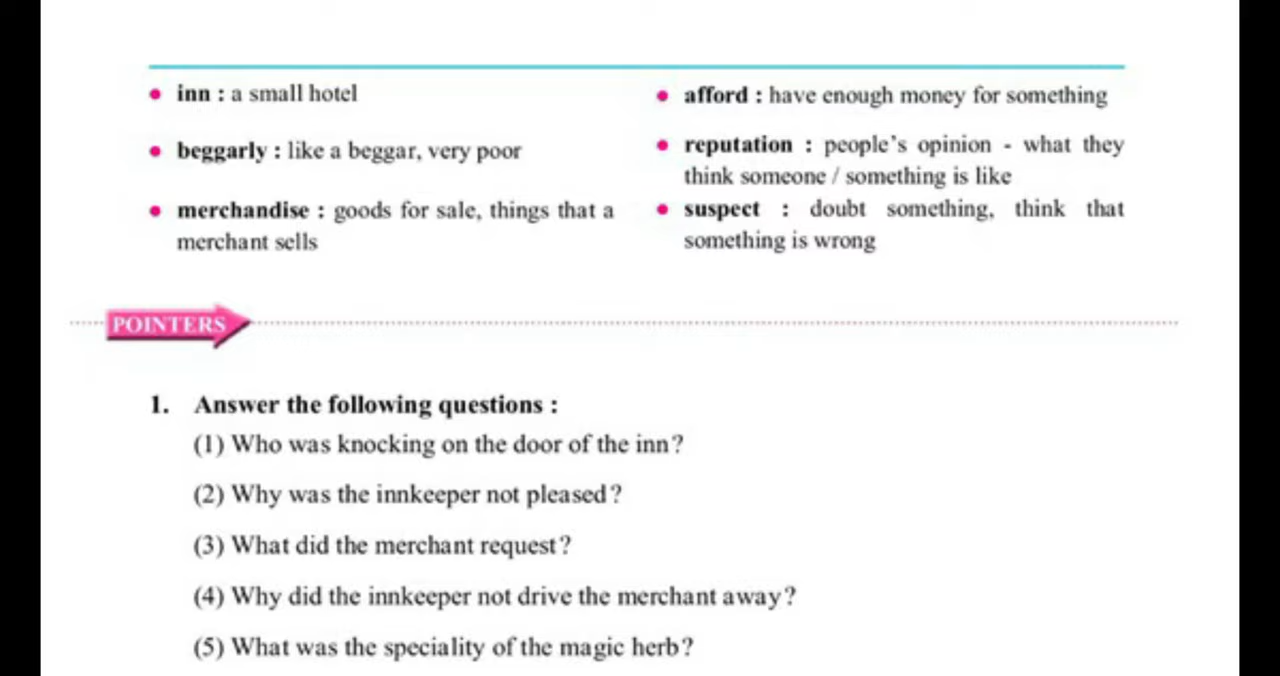 inn : a small hotel
beggarly : like a beggar, very poor
merchandise : goods for sale, things that a
merchant sells
afford : have enough money for something
reputation : people's opinion - what they
think someone / something is like
suspect : doubt something, think that
something is wrong
POINTERS
1. Answer the following questions :
(1) Who was knocking on the door of the inn?
(2) Why was the innkeeper not pleased?
(3) What did the merchant request?
(4) Why did the innkeeper not drive the merchant away?
(5) What was the speciality of the magic herb?